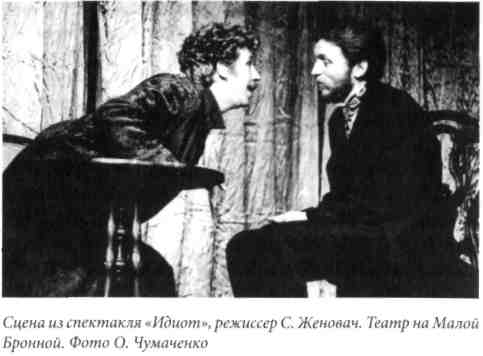 Сцена из спектакля «Идиот», режиссер С. Женовач. Театр на Малой
Бронной. Фото О. Чумаченко